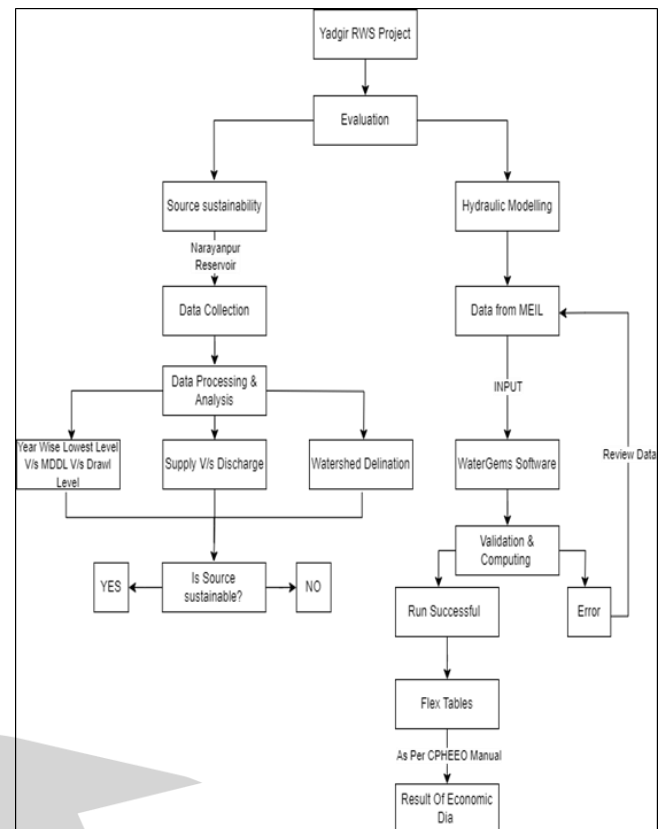 Yadgir RWS Project
Evaluation
Source sustainability
Hydraulic Modelling
Narayanpur
Reservoir
Data Collection
Data from MEIL
Data Processing &
Analysis
INPUT
Year Wise Lowest Level
V/s MDDL V/s Drawl
Level
Supply V/s Discharge
Watershed Delination
WaterGems Software
Review Data
Validation &
Computing
YES
Is Source
sustainable?
NO
Run Successful
Error
Flex Tables
As Per CPHEEO Manual
Result Of Economic
Dia